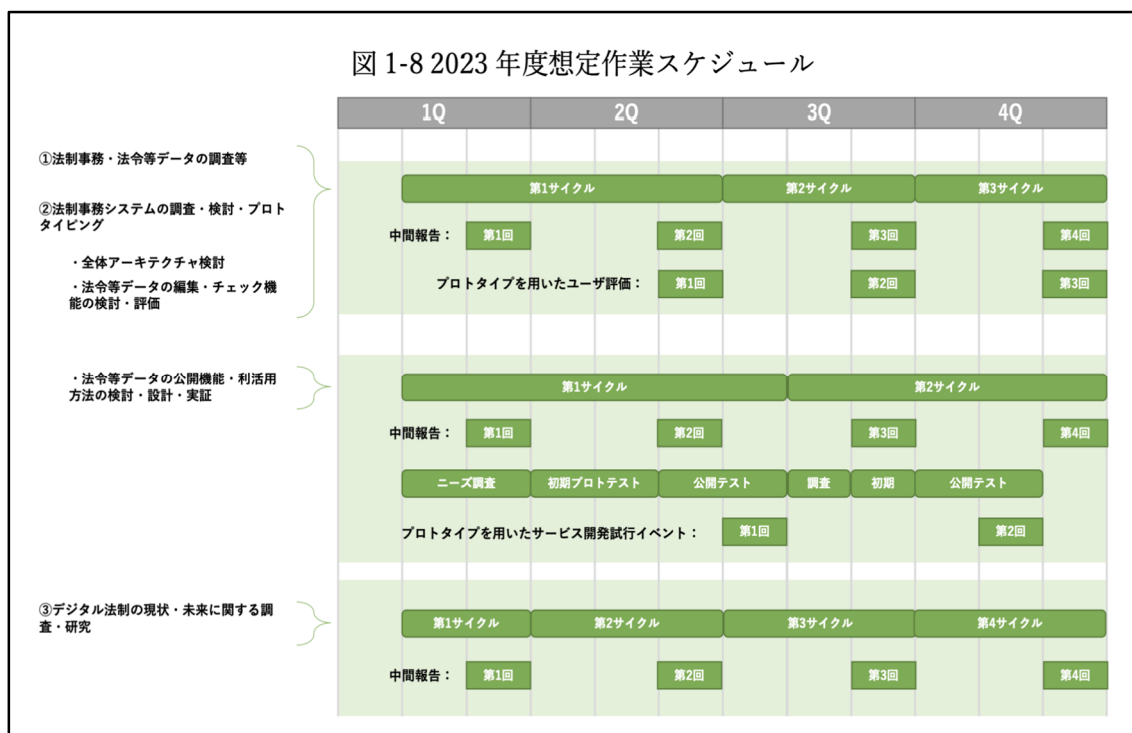 図 1-8 2023 年度想定作業スケジュール
1Q 2Q 3Q 4Q
①法制事務・法令等データの調査等
②法制事務システムの調査・検討・プロト
タイピング
・全体アーキテクチャ検討
・法令等データの編集・チェック機
能の検討・評価
第1サイクル 第2サイクル 第3サイクル
中間報告： 第1回 第2回 第3回 第4回
プロトタイプを用いたユーザ評価： 第1回 第2回 第3回
・法令等データの公開機能・利活用
方法の検討・設計・実証
第1サイクル 第2サイクル
中間報告： 第1回 第2回 第3回 第4回
ニーズ調査 初期プロトテスト 公開テスト 調査 初期 公開テスト
プロトタイプを用いたサービス開発試行イベント： 第1回 第2回
③デジタル法制の現状・未来に関する調
査・研究
第1サイクル 第2サイクル 第3サイクル 第4サイクル
中間報告： 第1回 第2回 第3回 第4回